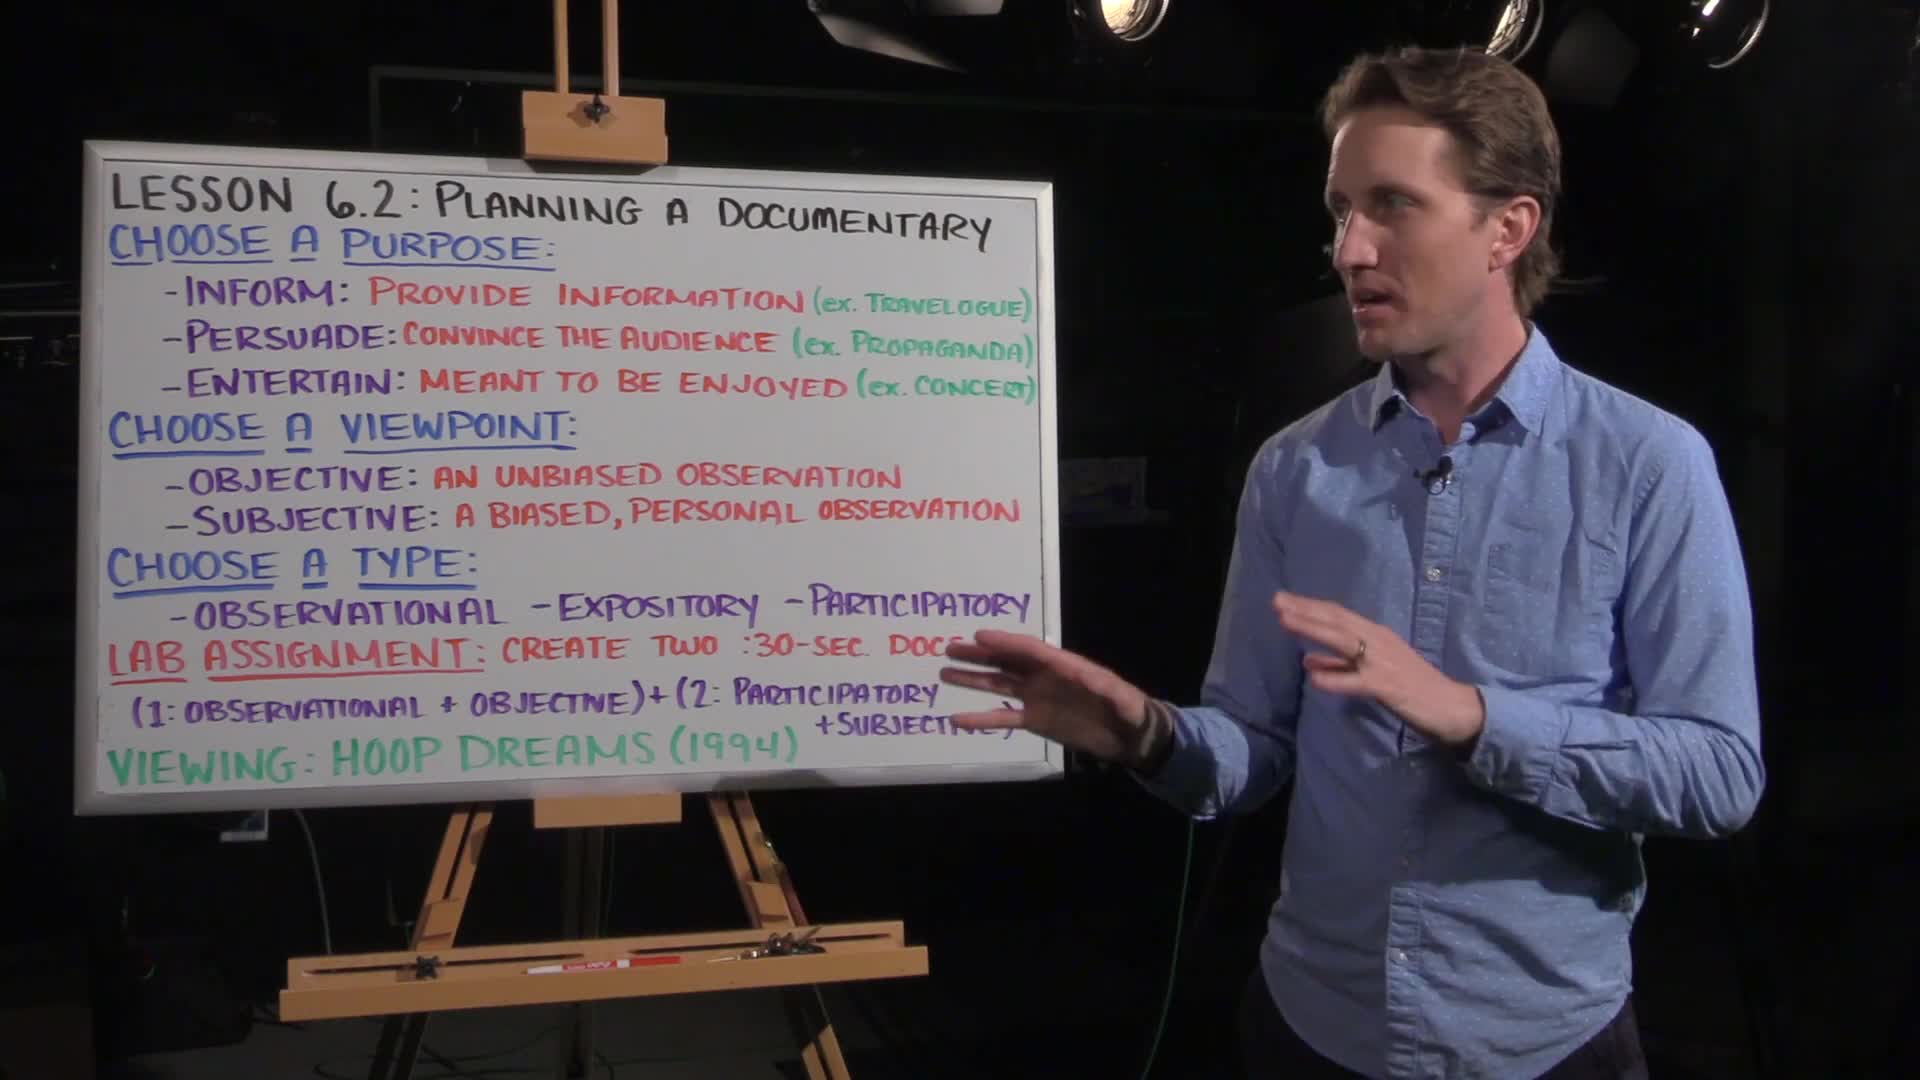 LESSON 6.2: PLANNING A DOCUMENTARY
CHOOSE A PURPOSE:
-INFORM: PROVIDE INFORMATION (ex. TRAVELOGUE)
-PERSUADE: CONVINCE THE AUDIENCE (ex. PROPAGANDA)
-ENTERTAIN: MEANT TO BE ENJOYED (ex. CONCERT)
CHOOSE A VIEWPOINT:
-OBJECTIVE: AN UNBIASED OBSERVATION
-SUBJECTIVE: A BIASED, PERSONAL OBSERVATION
CHOOSE A TYPE:
-OBSERVATIONAL -EXPOSITORY -PARTICIPATORY
LAB ASSIGNMENT: CREATE TWO :30-SEC. DOCS
(1: OBSERVATIONAL + OBJECTIVE) + (2: PARTICIPATORY
+ SUBJECTIVE)
VIEWING: HOOP DREAMS (1994)